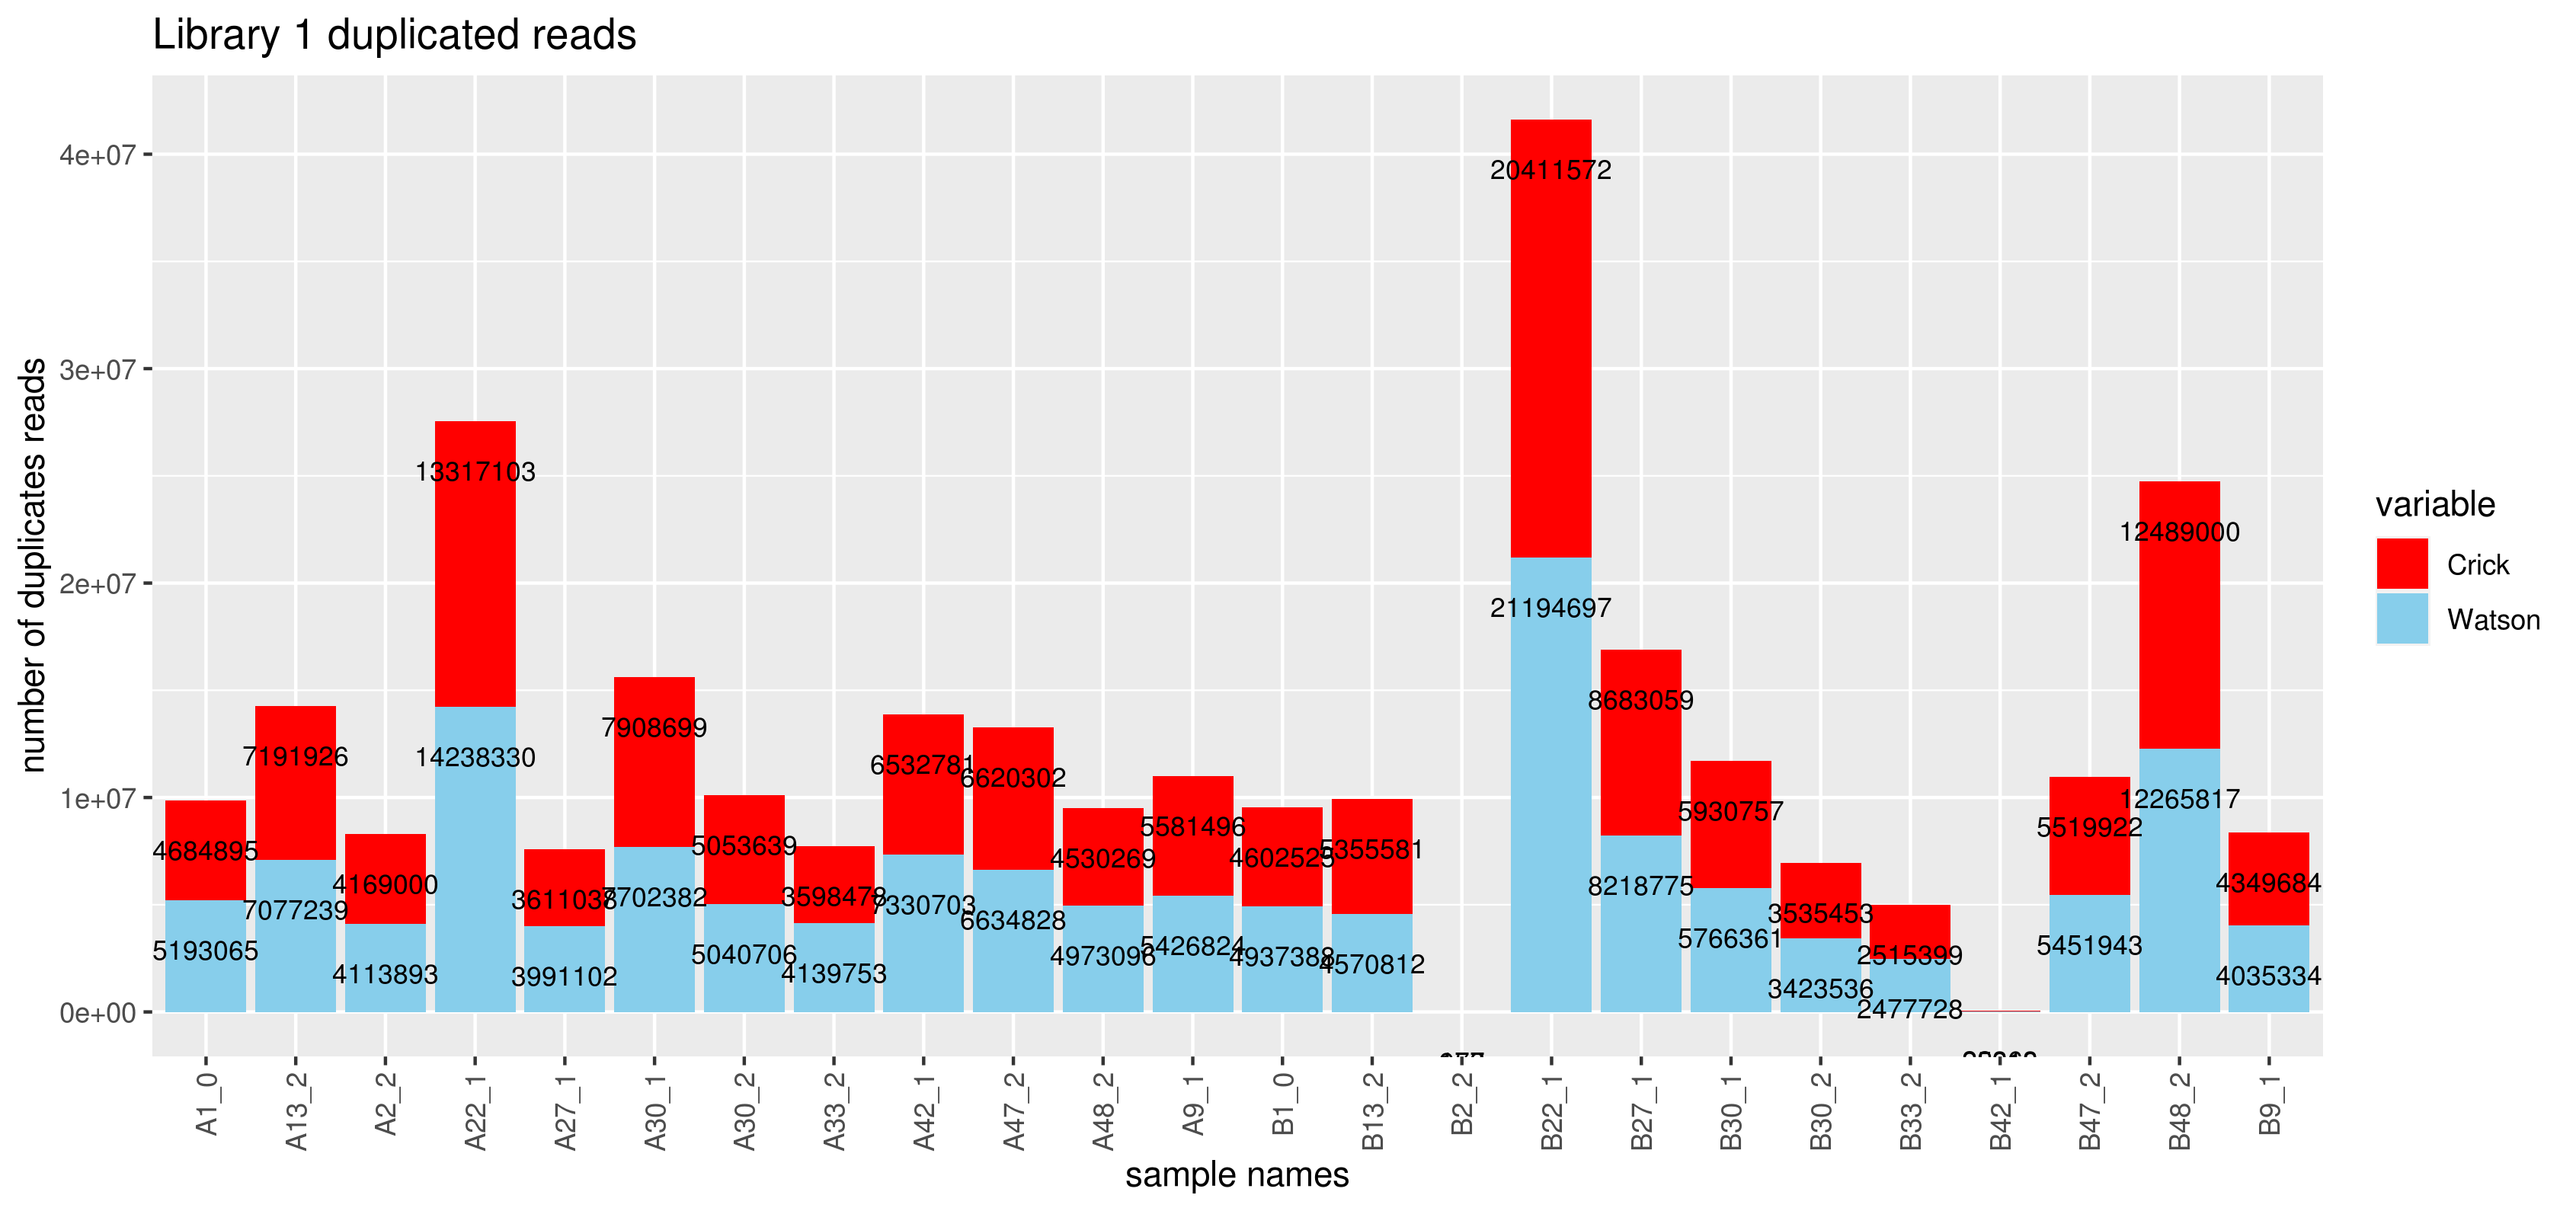 Library 1 duplicated reads
number of duplicates reads
4e+07
3e+07
2e+07
1e+07
0e+00
4684895
5193065
7191926
7077239
4169000
4113893
13317103
14238330
3611038
3991102
7908699
7702382
5053639
5040706
3598478
4139753
6532781
7330703
6620302
6634828
4530269
4973096
5581496
5426824
4937388
5355581
4570812
20411572
21194697
8683059
8218775
5930757
5766361
3535453
3423536
2515399
2477728
5519922
5451943
12489000
12265817
4349684
4035334
A1_0
A13_2
A2_2
A22_1
A27_1
A30_1
A30_2
A33_2
A42_1
A47_2
A48_2
A9_1
B1_0
B13_2
B2_2
B22_1
B27_1
B30_1
B30_2
B33_2
B42_1
B47_2
B48_2
B9_1
sample names
variable
Crick
Watson